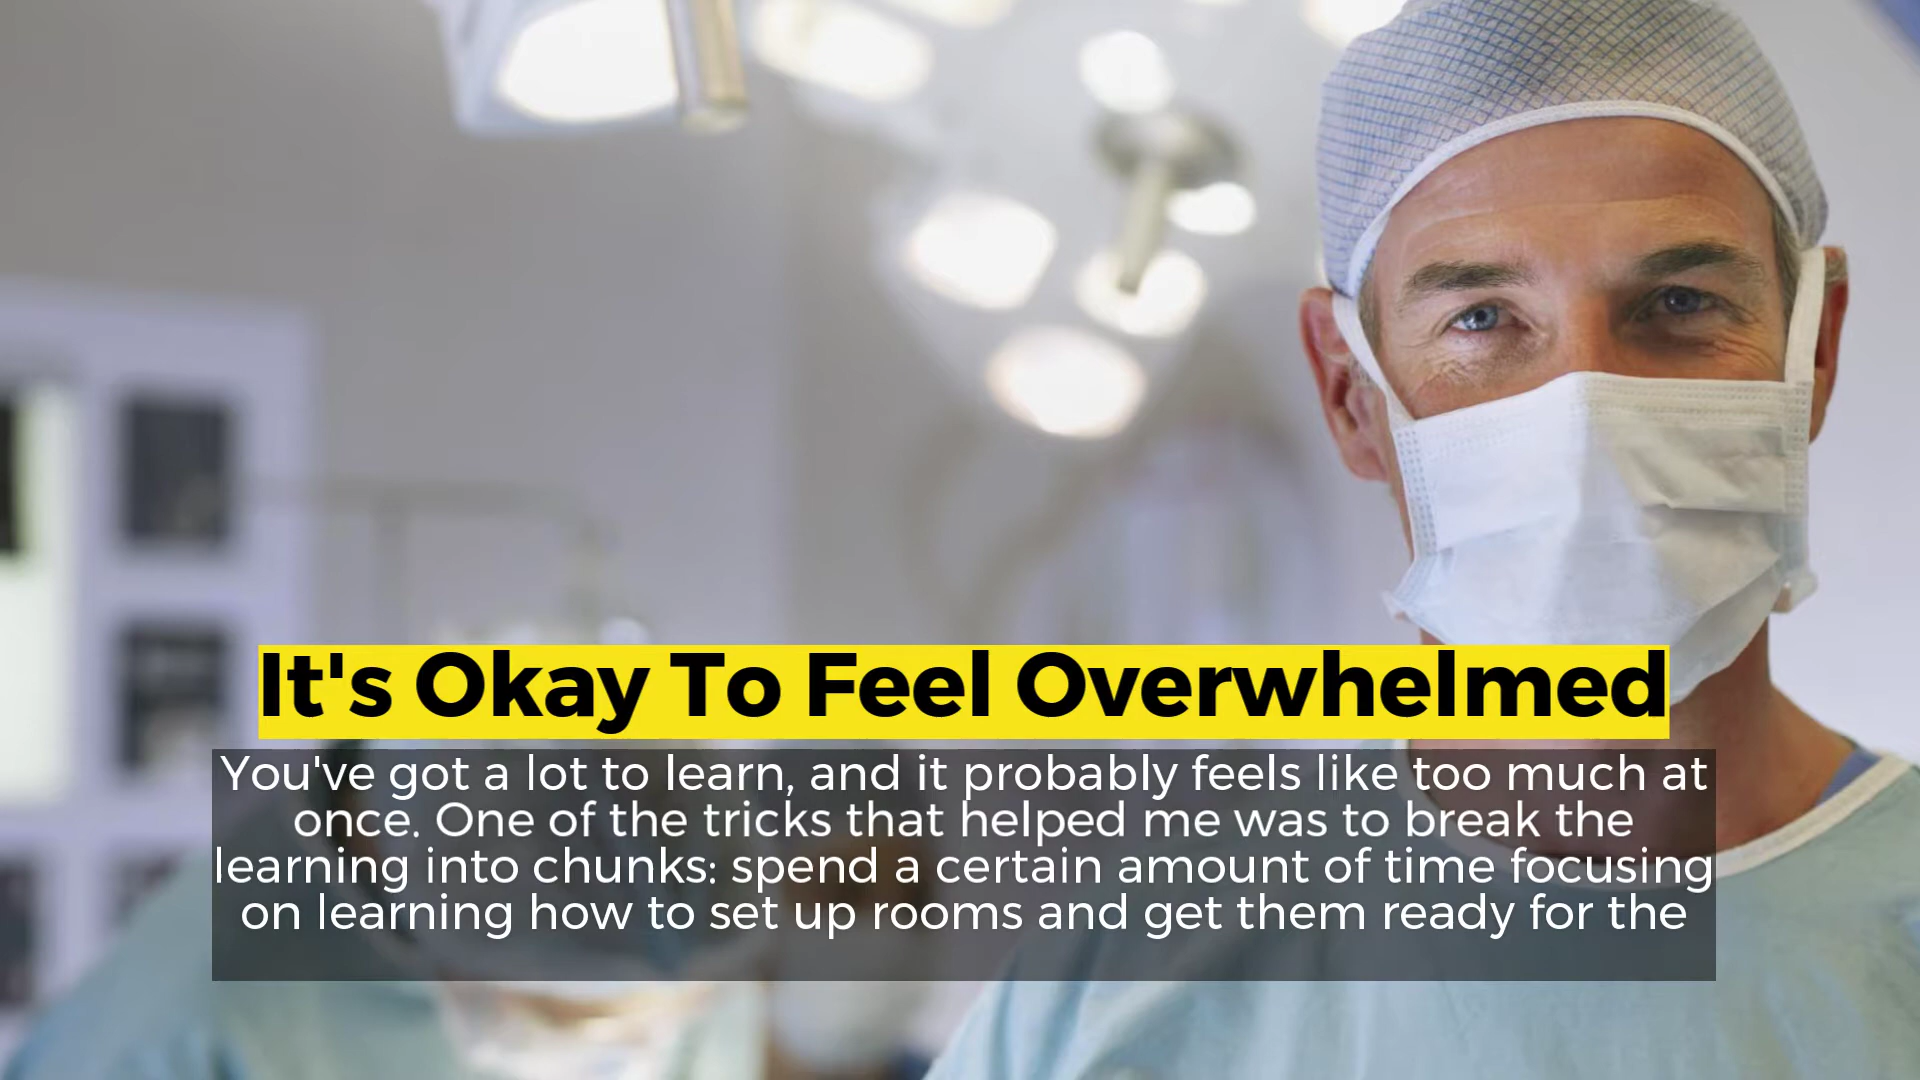 It's Okay To Feel Overwhelmed
You've got a lot to learn, and it probably feels like too much at
once. One of the tricks that helped me was to break the
learning into chunks: spend a certain amount of time focusing
on learning how to set up rooms and get them ready for the